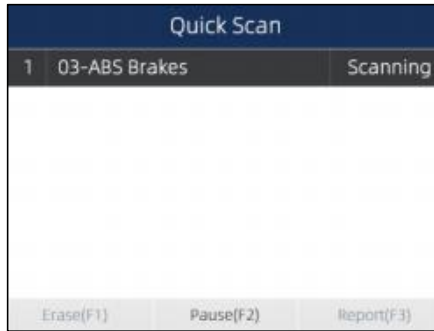 Quick Scan
1 03-ABS Brakes Scanning
Erase(F1) Pause(F2) Report(F3)